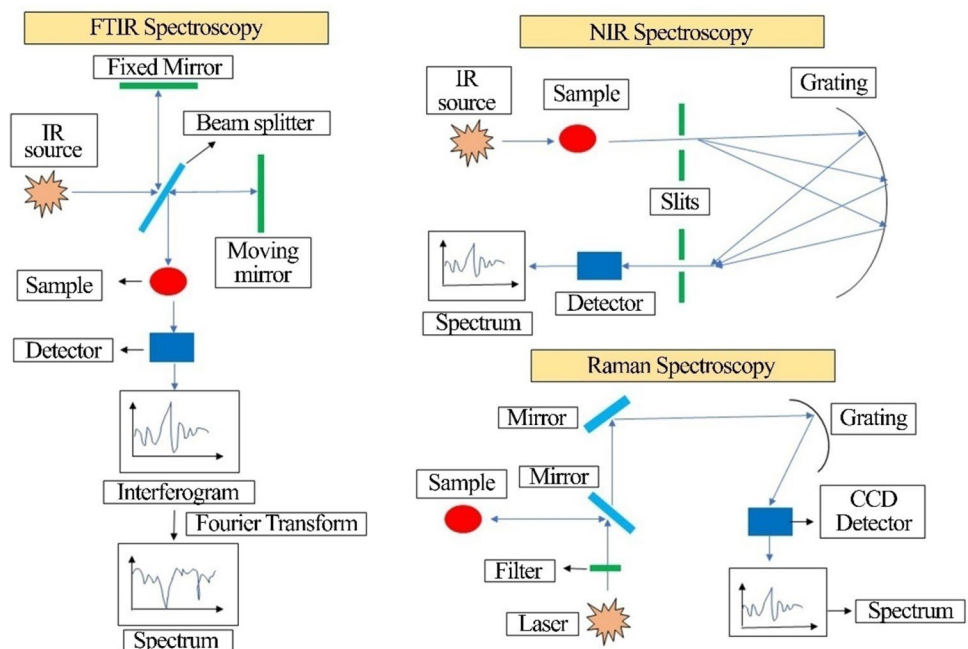 FTIR Spectroscopy
Fixed Mirror
Beam splitter
IR
source
Moving
mirror
Sample
Detector
Interferogram
Fourier Transform
Spectrum
NIR Spectroscopy
IR
source
Sample
Grating
Slits
Detector
Spectrum
Raman Spectroscopy
Mirror
Grating
Sample
Mirror
CCD
Detector
Filter
Laser
Spectrum